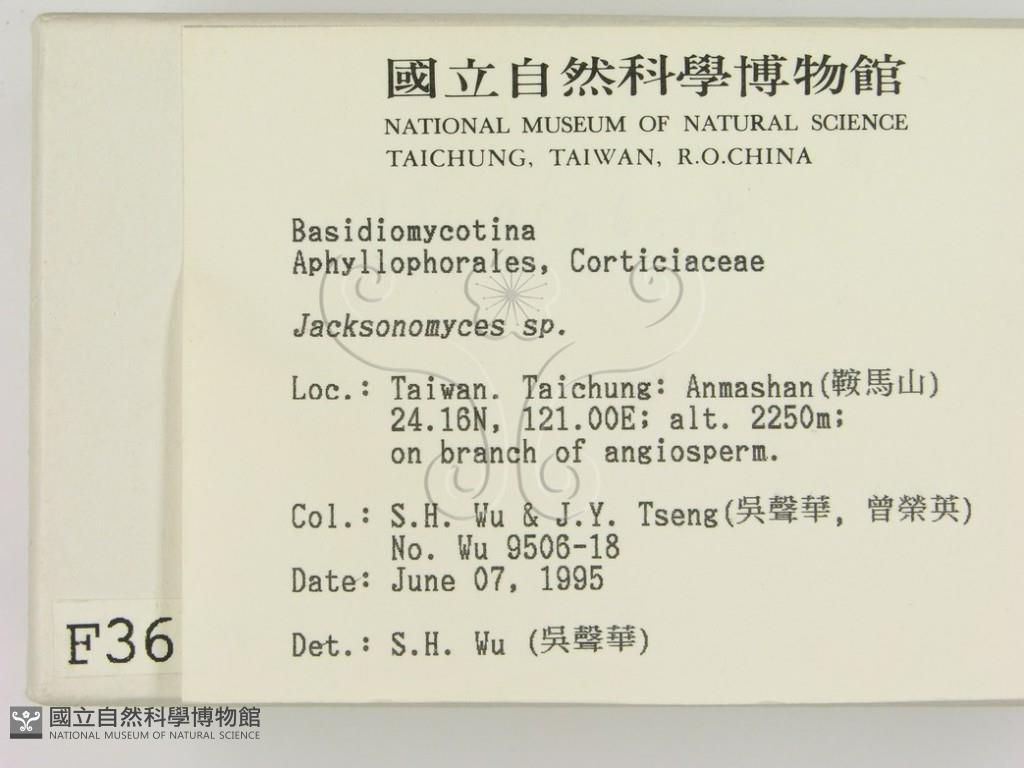 國立自然科學博物館
NATIONAL MUSEUM OF NATURAL SCIENCE
TAICHUNG, TAIWAN, R.O.CHINA
Basidiomycotina
Aphyllophorales, Corticiaceae
Jacksonomyces sp.
Loc.: Taiwan. Taichung: Anmashan(鞍馬山)
24.16N, 121.00E; alt. 2250m;
on branch of angiosperm.
Col.: S.H. Wu & J.Y. Tseng(吳聲華, 曾榮英)
No. Wu 9506-18
Date: June 07, 1995
Det.: S.H. Wu (吳聲華)
F36
國立自然科學博物館
NATIONAL MUSEUM OF NATURAL SCIENCE